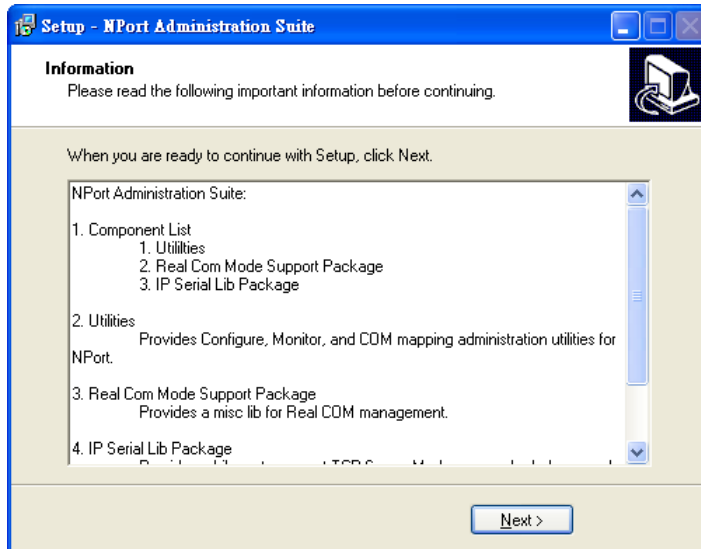 Setup - NPort Administration Suite
Information
Please read the following important information before continuing.
When you are ready to continue with Setup, click Next.
NPort Administration Suite:
1. Component List
1. Utililties
2. Real Com Mode Support Package
3. IP Serial Lib Package
2. Utilities
Provides Configure, Monitor, and COM mapping administration utilities for
NPort.
3. Real Com Mode Support Package
Provides a misc lib for Real COM management.
4. IP Serial Lib Package
Next >